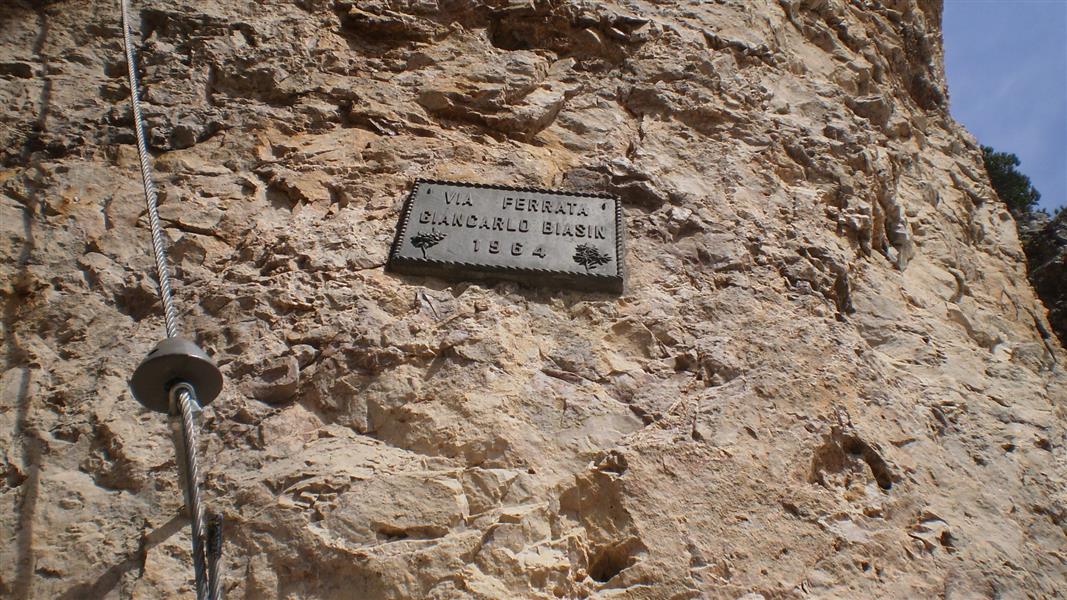 VIA FERRATA
GIANCARLO BIASIN
1964